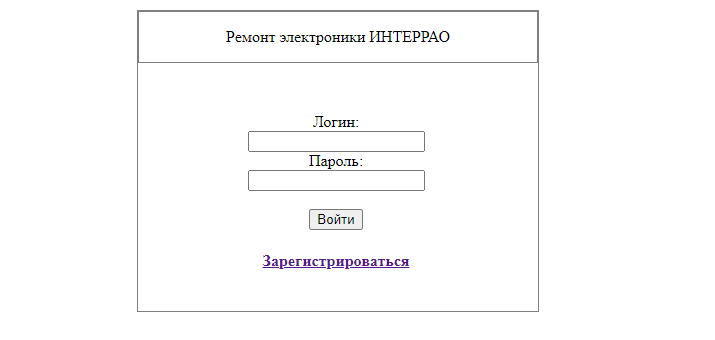 Ремонт электроники ИНТЕРРАО
Логин:
Пароль:
Войти
Зарегистрироваться